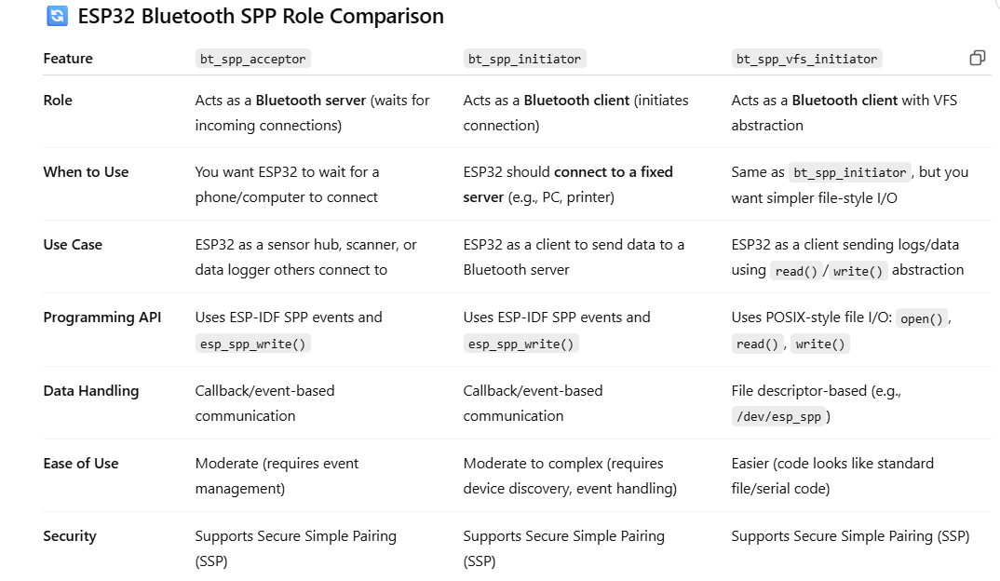 ESP32 Bluetooth SPP Role Comparison
Feature bt_spp_acceptor bt_spp_initiator bt_spp_vfs_initiator
Role Acts as a Bluetooth server (waits for Acts as a Bluetooth client (initiates Acts as a Bluetooth client with VFS
incoming connections) connection) abstraction
When to Use You want ESP32 to wait for a ESP32 should connect to a fixed Same as bt_spp_initiator, but you
phone/computer to connect server (e.g., PC, printer) want simpler file-style I/O
Use Case ESP32 as a sensor hub, scanner, or ESP32 as a client to send data to a ESP32 as a client sending logs/data
data logger others connect to Bluetooth server using read()/write() abstraction
Programming API Uses ESP-IDF SPP events and Uses ESP-IDF SPP events and Uses POSIX-style file I/O: open(),
esp_spp_write() esp_spp_write() read(), write()
Data Handling Callback/event-based Callback/event-based File descriptor-based (e.g.,
communication communication /dev/esp_spp)
Ease of Use Moderate (requires event Moderate to complex (requires Easier (code looks like standard
management) device discovery, event handling) file/serial code)
Security Supports Secure Simple Pairing Supports Secure Simple Pairing Supports Secure Simple Pairing (SSP)
(SSP) (SSP)